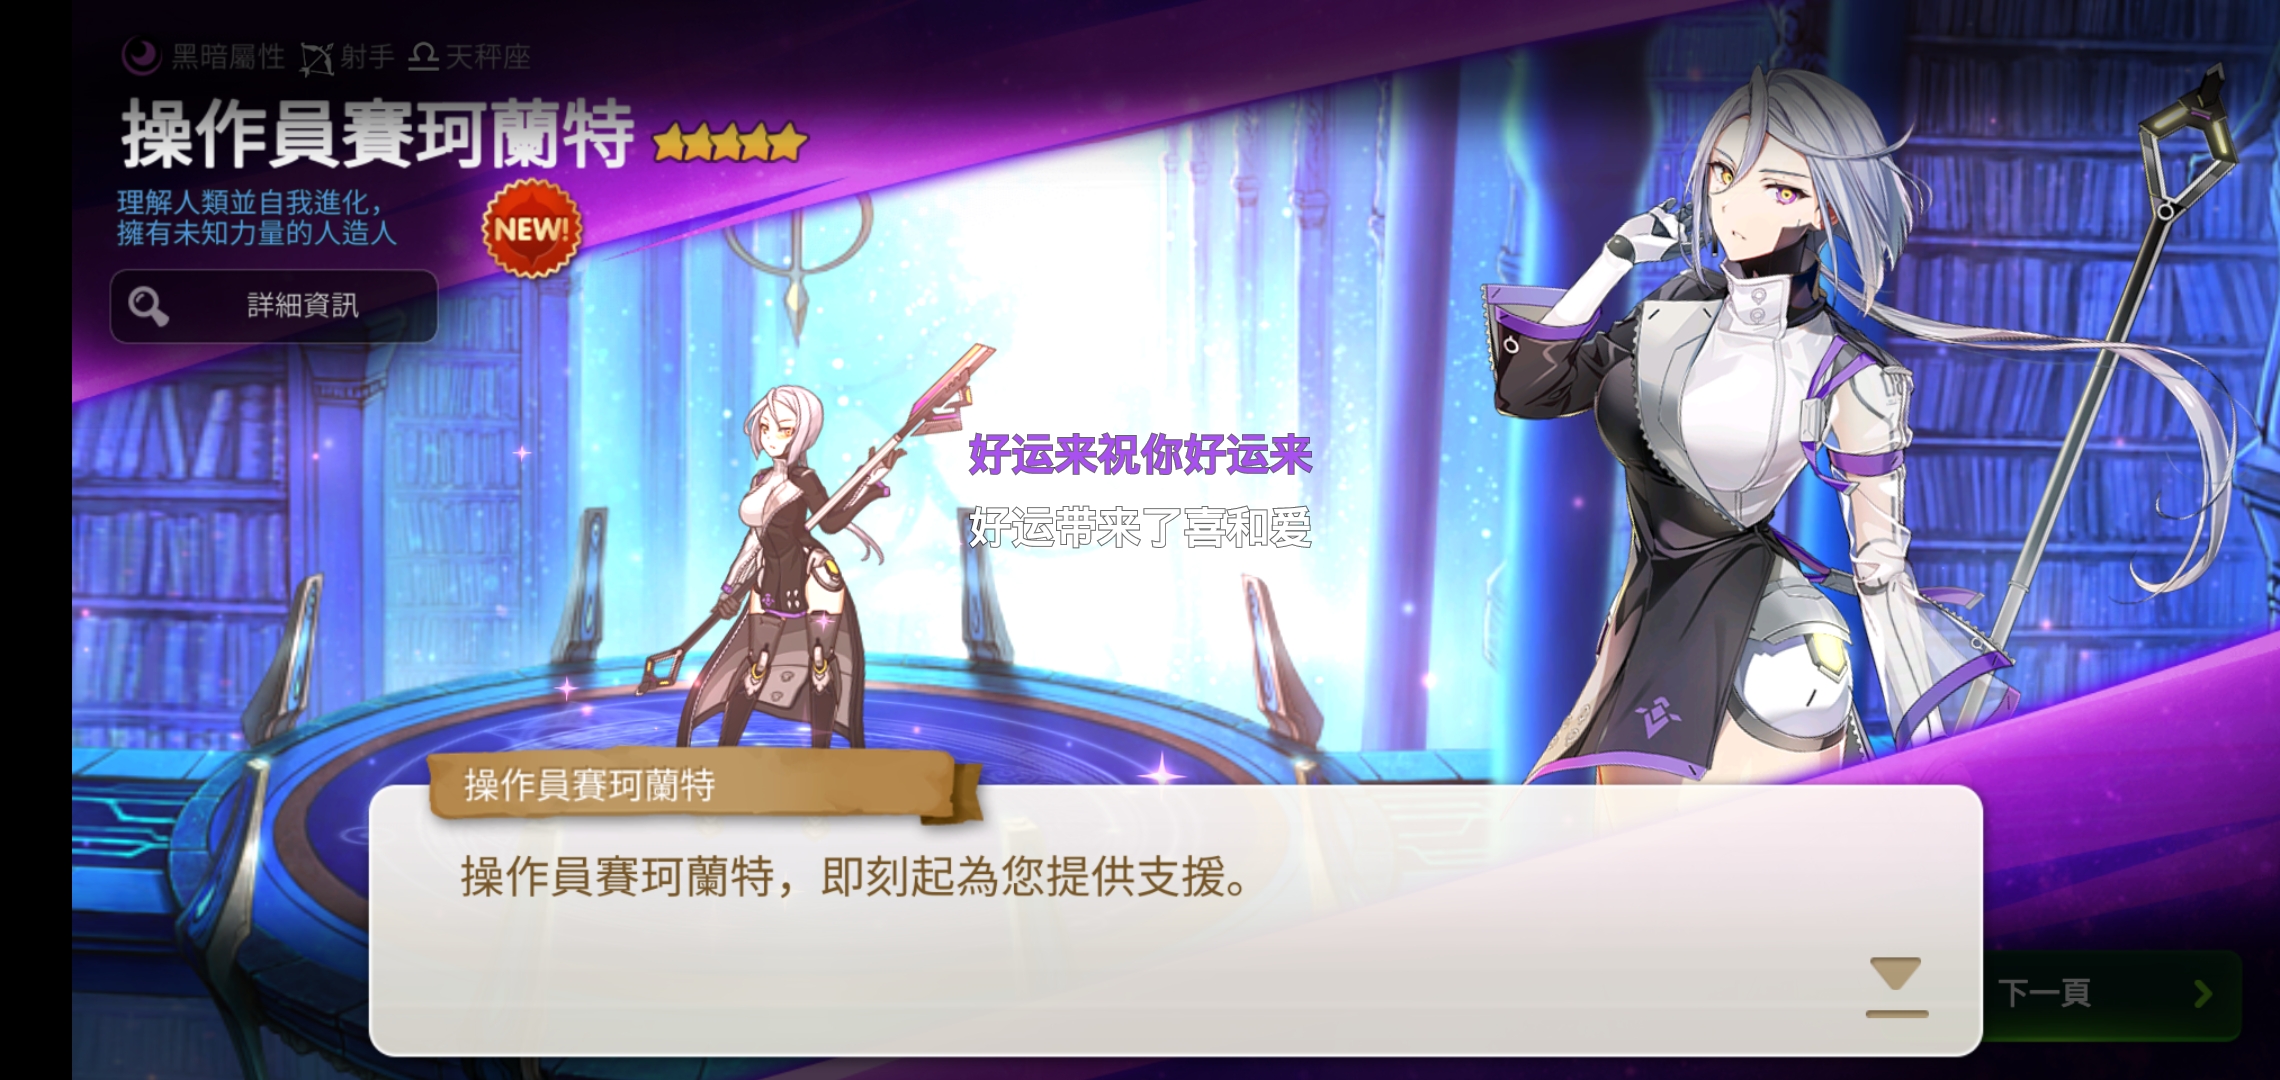 黑暗屬性 射手 天秤座
操作員賽珂蘭特
理解人類並自我進化，
擁有未知力量的人造人
NEW!
詳細資訊
好运来祝你好运来
好运带来了喜和爱
操作員賽珂蘭特
操作員賽珂蘭特，即刻起為您提供支援。
下一頁